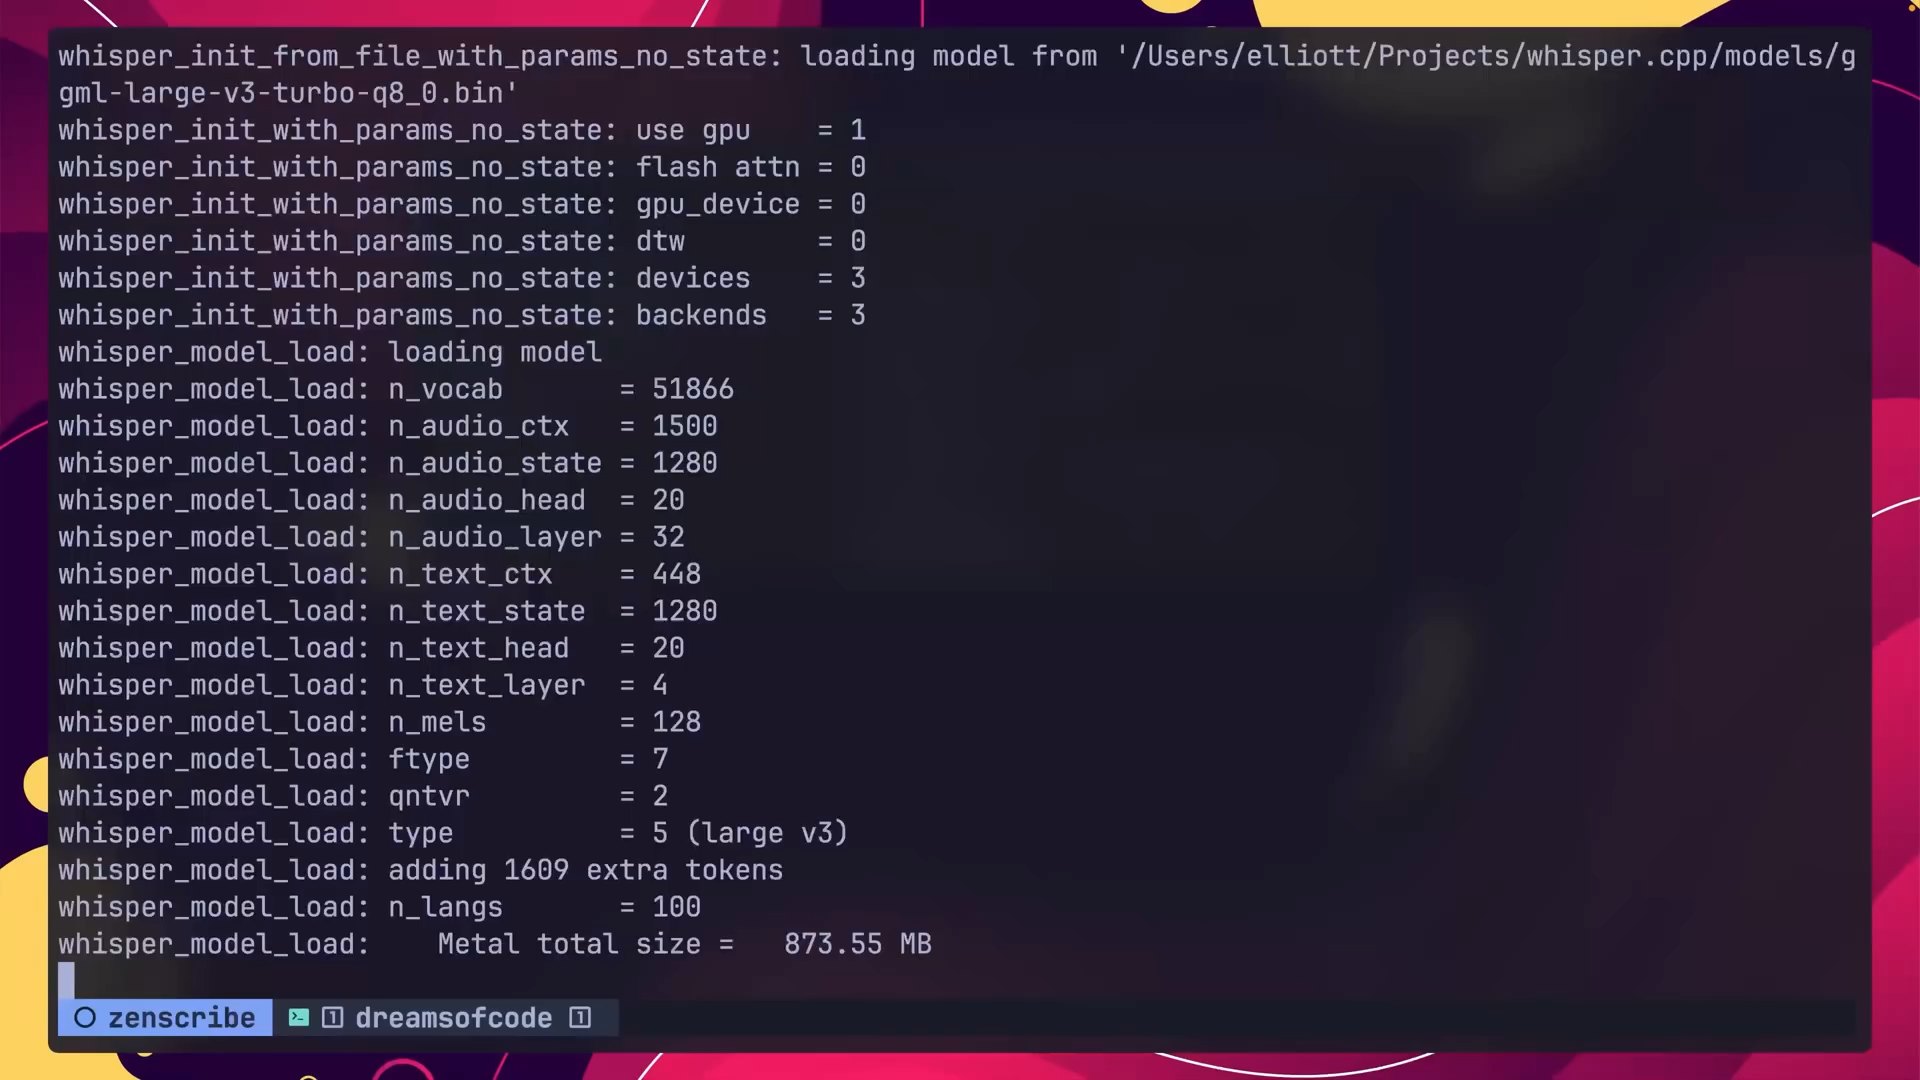 whisper_init_from_file_with_params_no_state: loading model from '/Users/elliott/Projects/whisper.cpp/models/g
gml-large-v3-turbo-q8_0.bin'
whisper_init_with_params_no_state: use gpu    = 1
whisper_init_with_params_no_state: flash attn = 0
whisper_init_with_params_no_state: gpu_device = 0
whisper_init_with_params_no_state: dtw        = 0
whisper_init_with_params_no_state: devices    = 3
whisper_init_with_params_no_state: backends   = 3
whisper_model_load: loading model
whisper_model_load: n_vocab       = 51866
whisper_model_load: n_audio_ctx   = 1500
whisper_model_load: n_audio_state = 1280
whisper_model_load: n_audio_head  = 20
whisper_model_load: n_audio_layer = 32
whisper_model_load: n_text_ctx    = 448
whisper_model_load: n_text_state  = 1280
whisper_model_load: n_text_head   = 20
whisper_model_load: n_text_layer  = 4
whisper_model_load: n_mels        = 128
whisper_model_load: ftype         = 7
whisper_model_load: qntvr         = 2
whisper_model_load: type          = 5 (large v3)
whisper_model_load: adding 1609 extra tokens
whisper_model_load: n_langs       = 100
whisper_model_load:    Metal total size =   873.55 MB
zenscribe 1 dreamsofcode 1